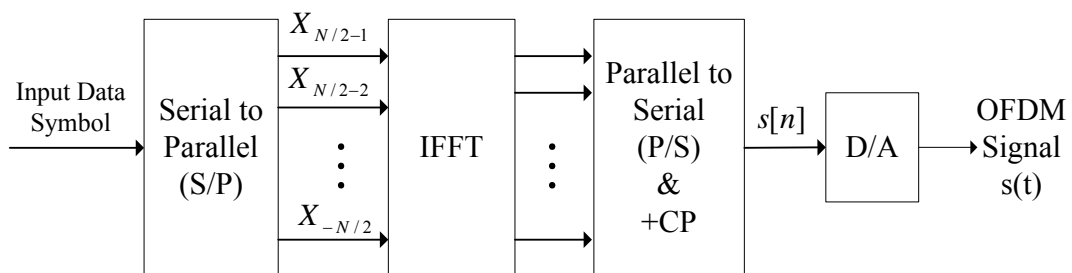 Input Data
Symbol
Serial to
Parallel
(S/P)
X_{N/2-1}
X_{N/2-2}
X_{-N/2}
IFFT
Parallel to
Serial
(P/S)
&
+CP
s[n]
D/A
OFDM
Signal
s(t)